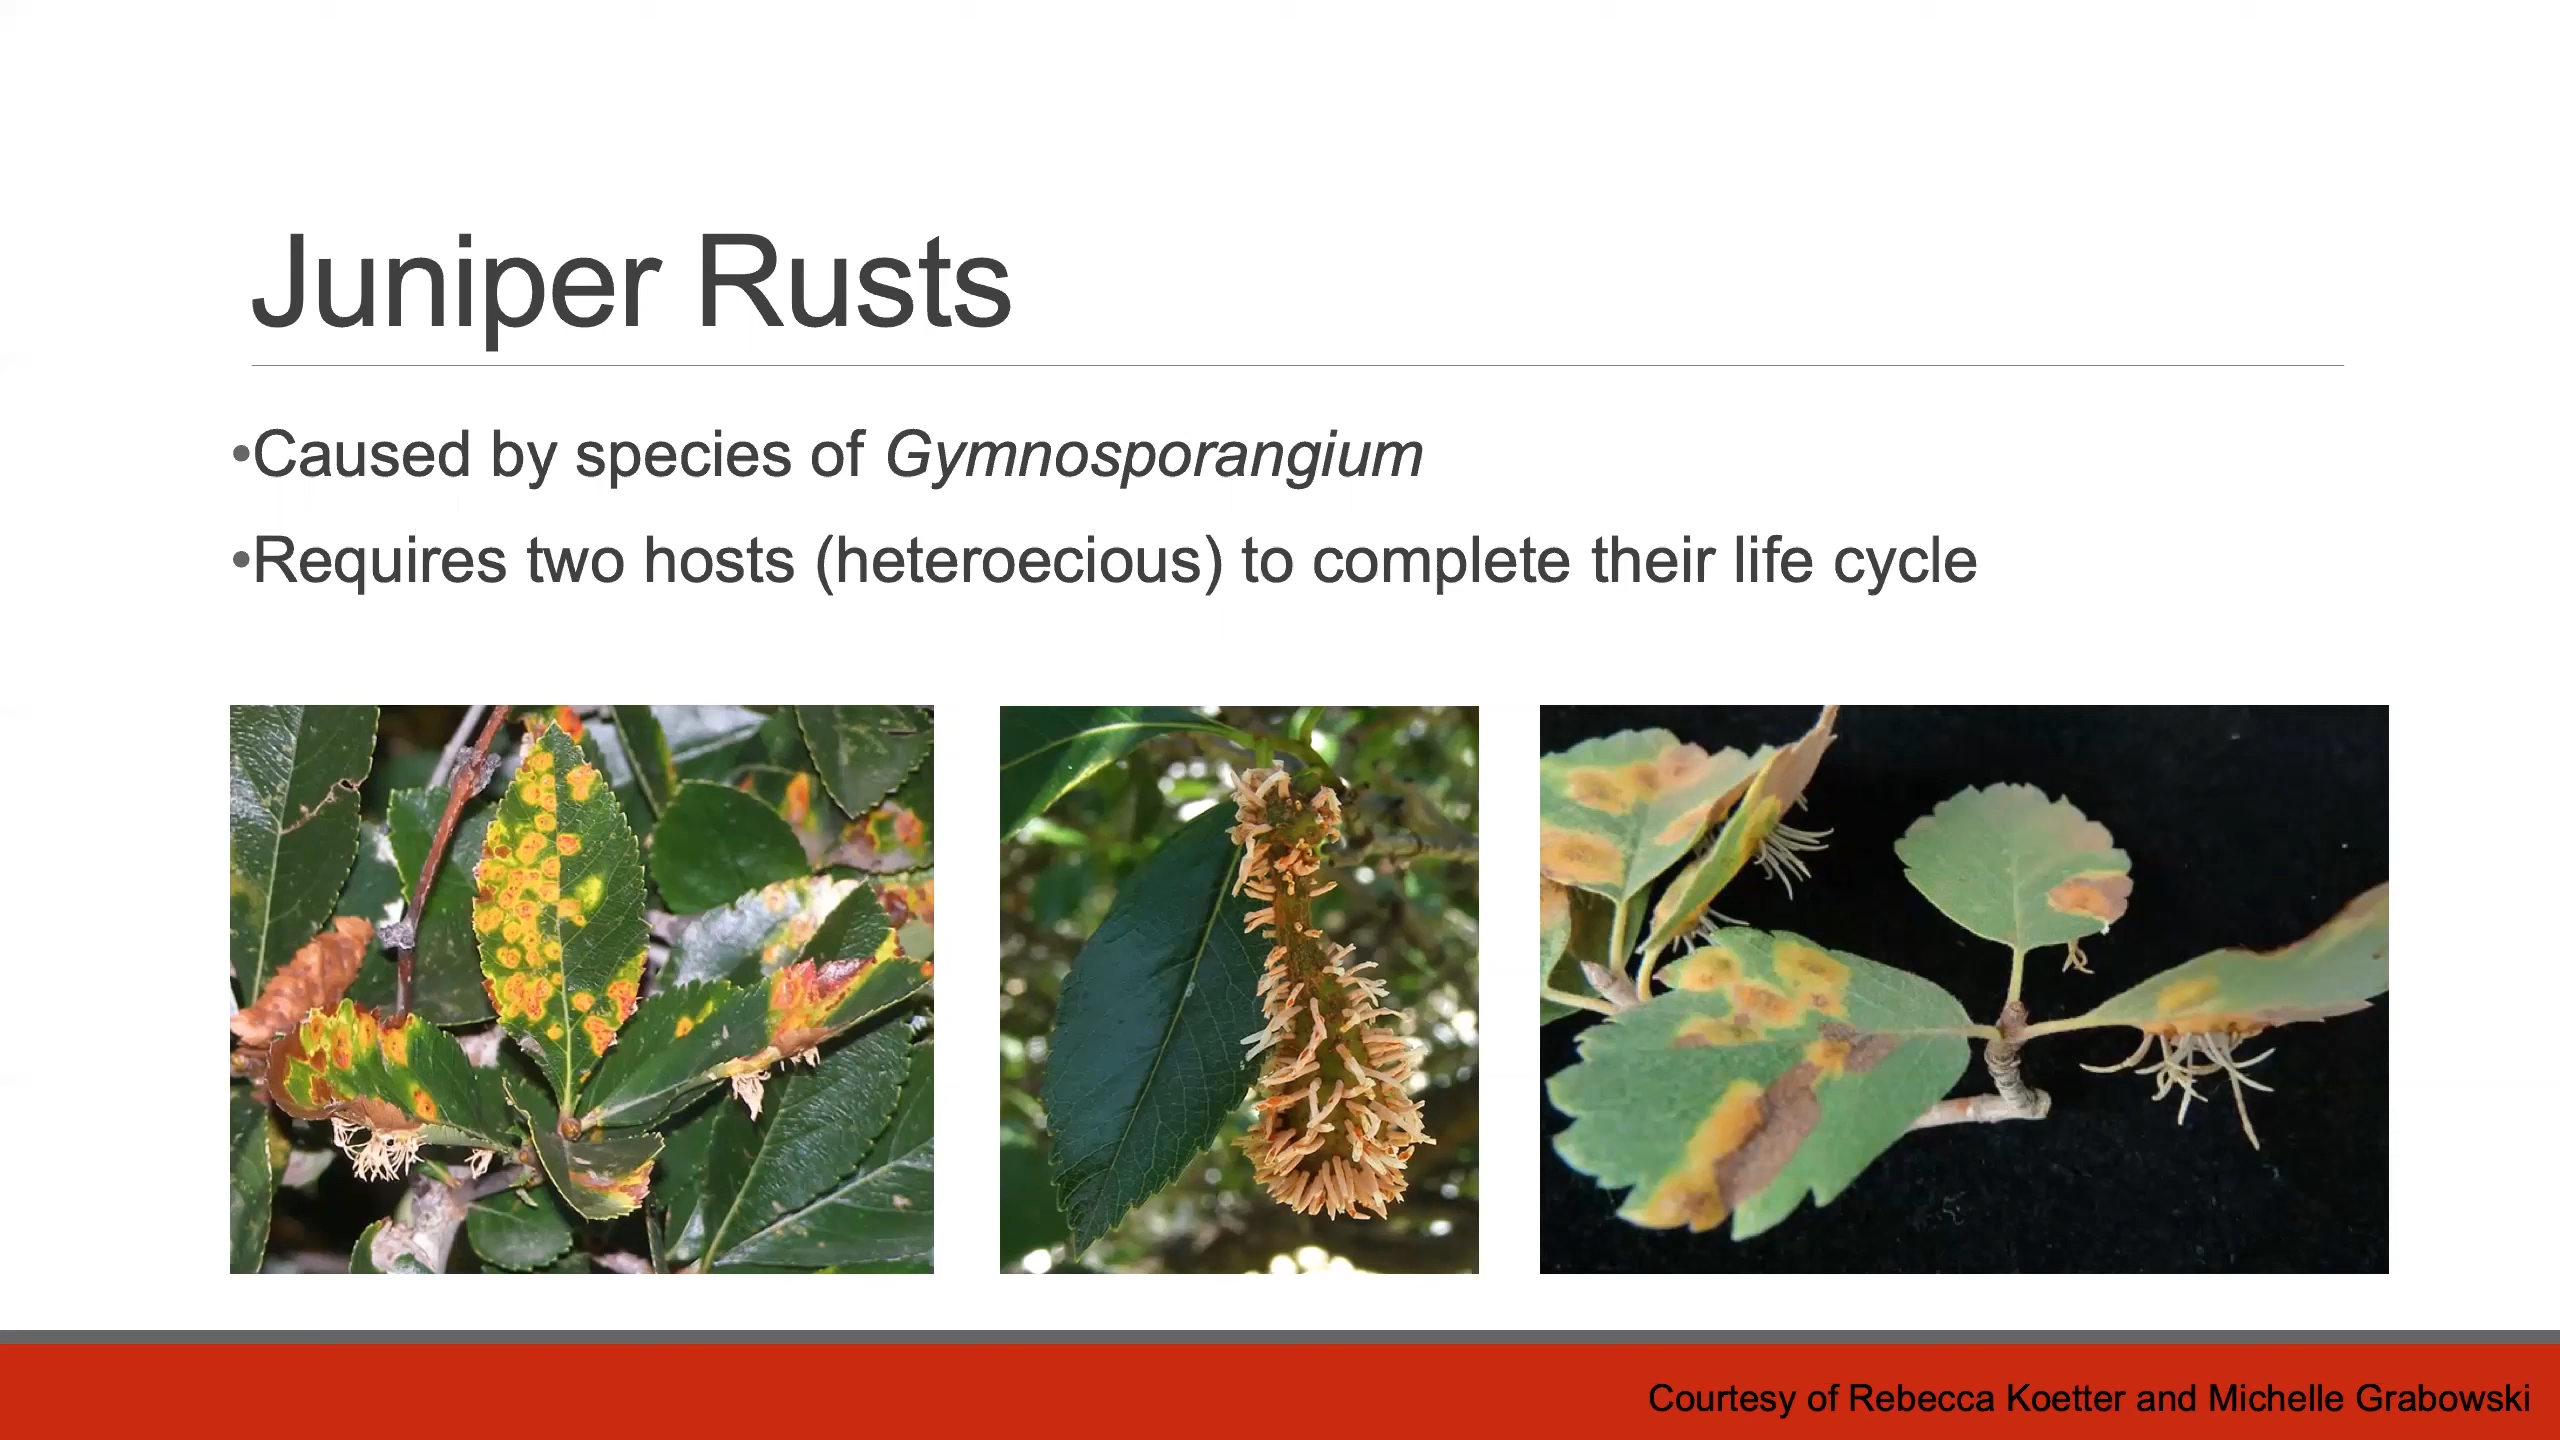 Juniper Rusts
•Caused by species of Gymnosporangium
•Requires two hosts (heteroecious) to complete their life cycle
Courtesy of Rebecca Koetter and Michelle Grabowski